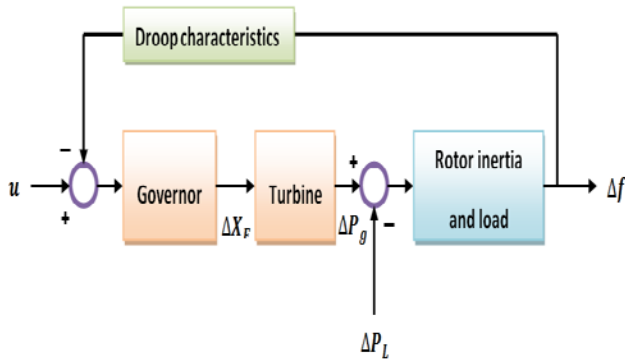 Droop characteristics
−
u
+
Governor
ΔX_E
Turbine
ΔP_g
+
−
Rotor inertia
and load
Δf
ΔP_L